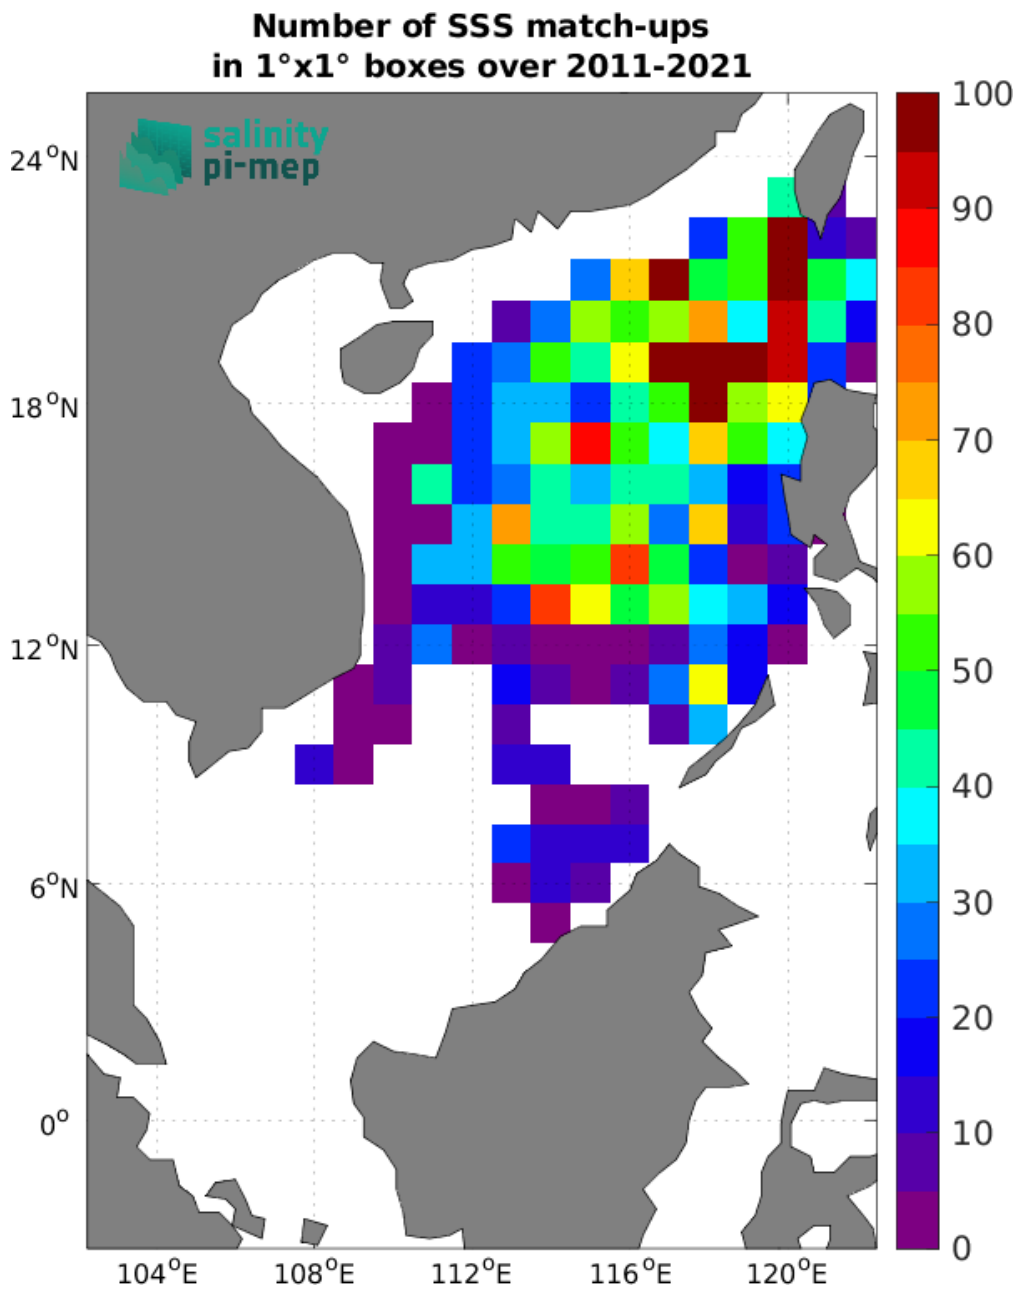 Number of SSS match-ups
in 1°x1° boxes over 2011-2021
salinity
pi-mep
24°N
18°N
12°N
6°N
0°
104°E
108°E
112°E
116°E
120°E
100
90
80
70
60
50
40
30
20
10
0